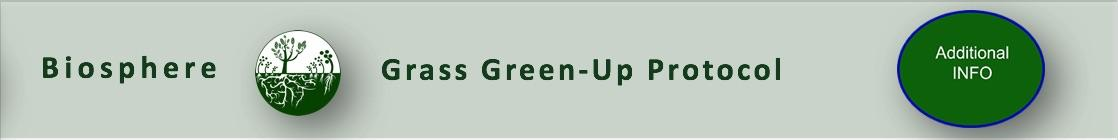 Biosphere
Grass Green-Up Protocol
Additional
INFO